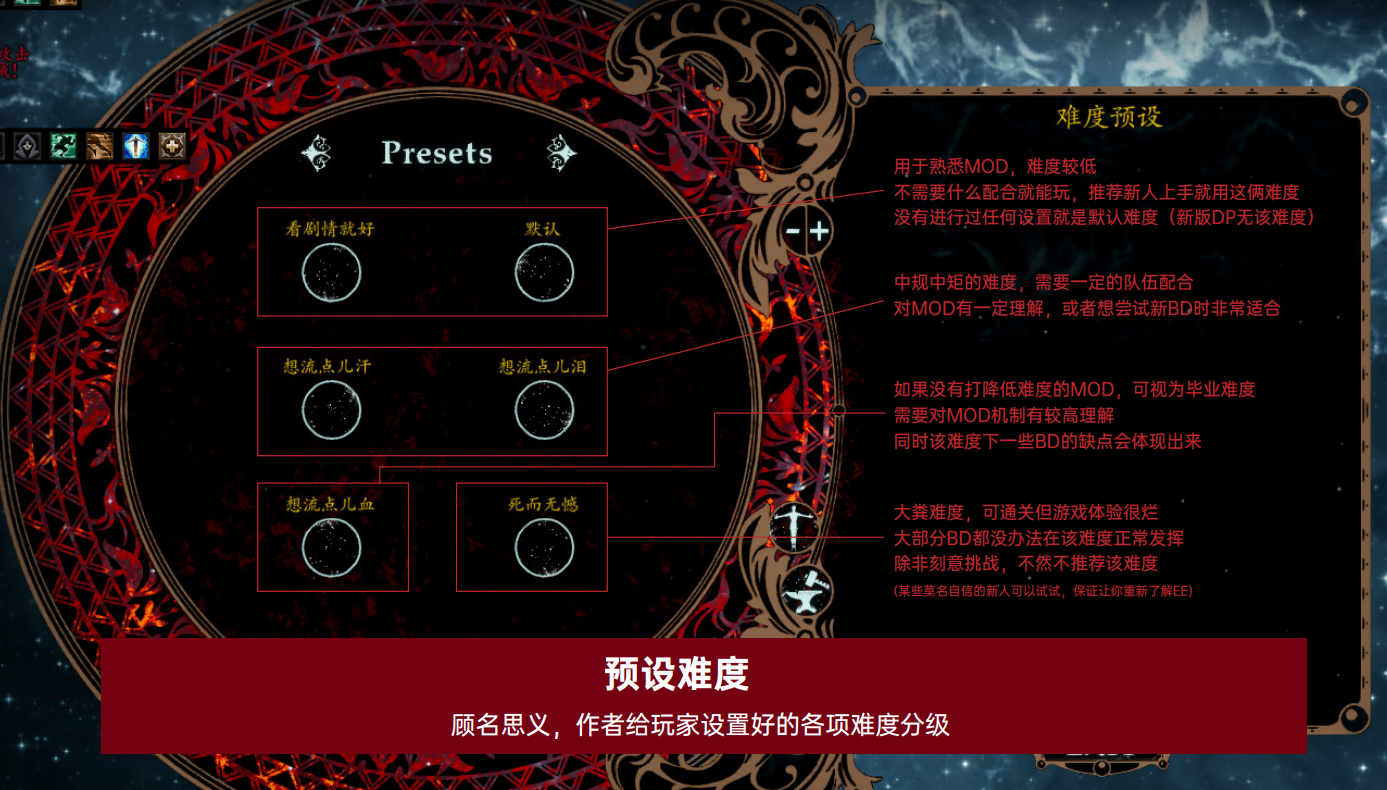 攻击
Presets
难度预设
看剧情就好
默认
用于熟悉MOD，难度较低
不需要什么配合就能玩，推荐新人上手就用这俩难度
没有进行过任何设置就是默认难度（新版DP无该难度）
想流点儿汗
想流点儿泪
中规中矩的难度，需要一定的队伍配合
对MOD有一定理解，或者想尝试新BD时非常适合
如果没有打降低难度的MOD，可视为毕业难度
需要对MOD机制有较高理解
同时该难度下一些BD的缺点会体现出来
想流点儿血
死而无憾
大粪难度，可通关但游戏体验很烂
大部分BD都没办法在该难度正常发挥
除非刻意挑战，不然不推荐该难度
(某些莫名自信的新人可以试试，保证让你重新了解EE)
预设难度
顾名思义，作者给玩家设置好的各项难度分级